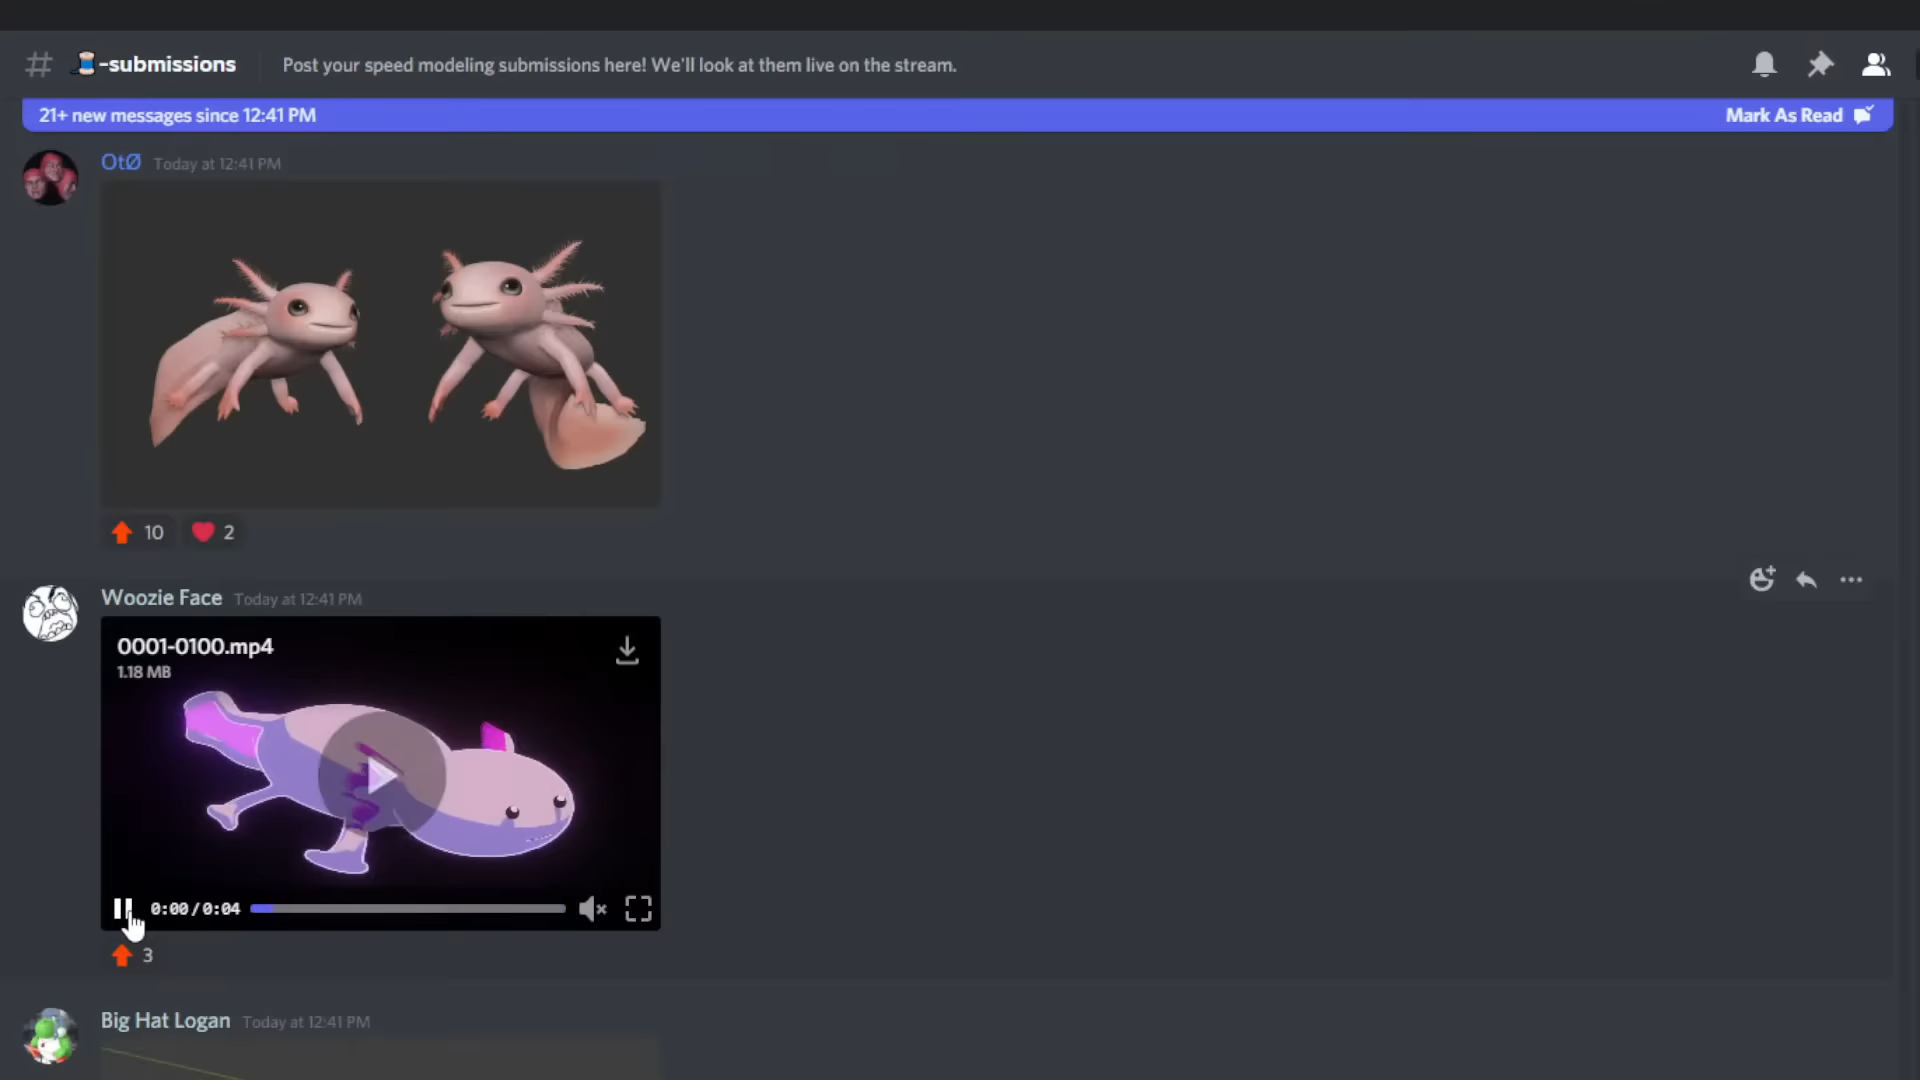 -submissions
Post your speed modeling submissions here! We'll look at them live on the stream.
21+ new messages since 12:41 PM
Mark As Read
OtØ Today at 12:41 PM
10 2
Woozie Face Today at 12:41 PM
0001-0100.mp4
1.18 MB
0:00/0:04
3
Big Hat Logan Today at 12:41 PM